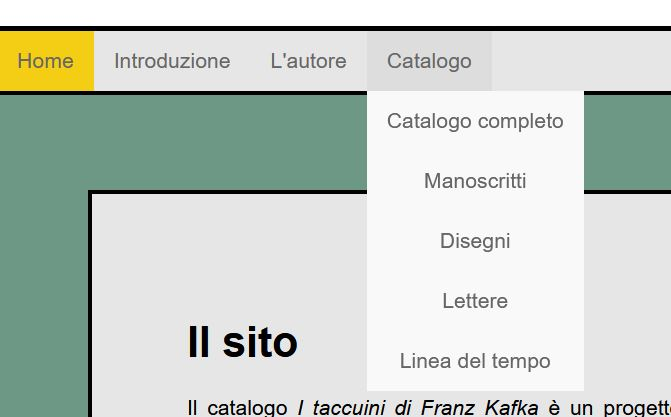 Home Introduzione L'autore Catalogo
Catalogo completo
Manoscritti
Disegni
Lettere
Linea del tempo
Il sito
Il catalogo I taccuini di Franz Kafka è un